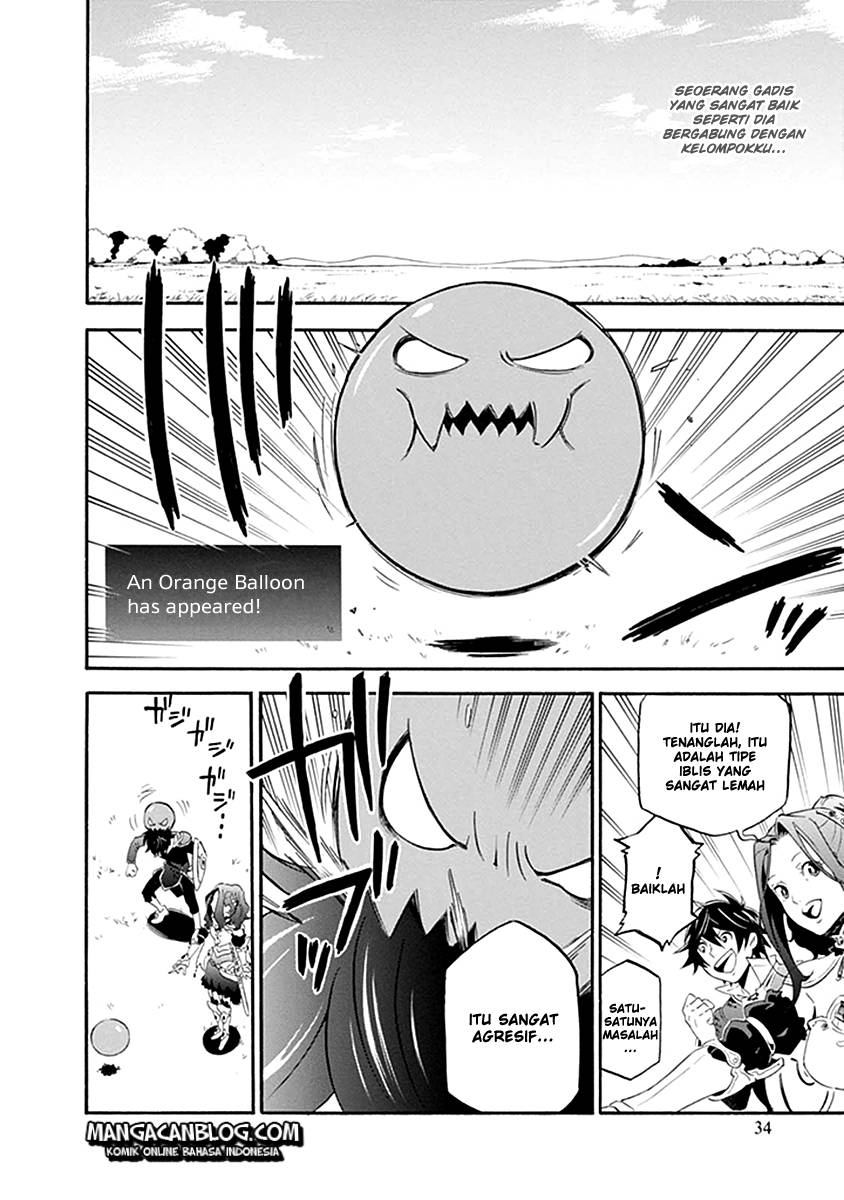 SEOERANG GADIS
YANG SANGAT BAIK
SEPERTI DIA
BERGABUNG DENGAN
KELOMPOKKU...
An Orange Balloon
has appeared!
ITU DIA!
TENANGLAH, ITU
ADALAH TIPE
IBLIS YANG
SANGAT LEMAH
!
BAIKLAH
SATU-
SATUNYA
MASALAH
...
ガジ
ガジ
ITU SANGAT
AGRESIF...
ガジ
ガジ
...
34
MANGACANBLOG.COM
KOMIK ONLINE BAHASA INDONESIA